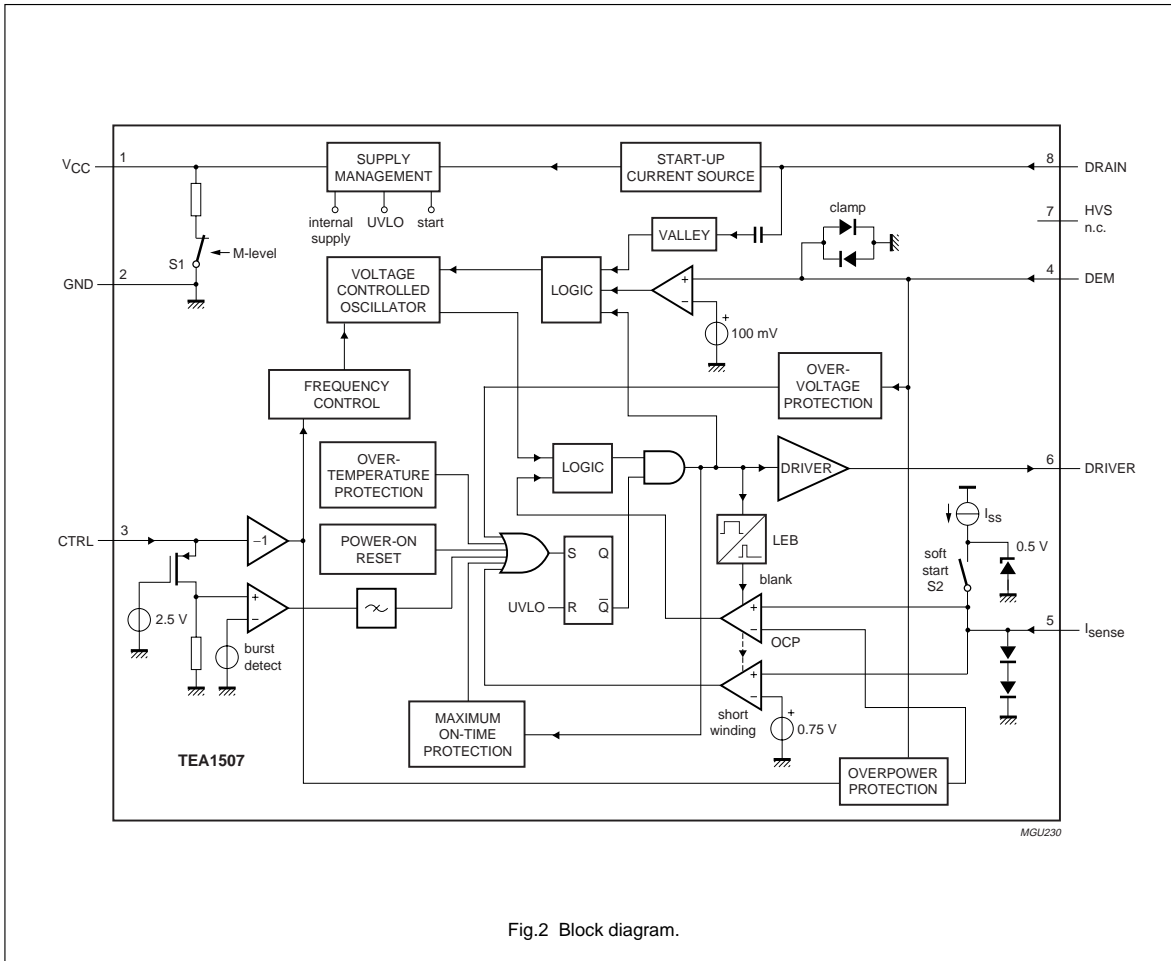 VCC
1
SUPPLY
MANAGEMENT
START-UP
CURRENT SOURCE
8
DRAIN
7
HVS
n.c.
clamp
internal
supply
UVLO
start
VALLEY
S1
M-level
GND
2
VOLTAGE
CONTROLLED
OSCILLATOR
LOGIC
+
−
4
DEM
+
100 mV
FREQUENCY
CONTROL
OVER-
VOLTAGE
PROTECTION
OVER-
TEMPERATURE
PROTECTION
LOGIC
DRIVER
6
DRIVER
CTRL
3
−1
POWER-ON
RESET
S
Q
LEB
Iss
soft
start
S2
0.5 V
blank
2.5 V
+
−
burst
detect
UVLO
R
Q
+
−
OCP
5
Isense
+
−
short
winding
+
0.75 V
MAXIMUM
ON-TIME
PROTECTION
TEA1507
OVERPOWER
PROTECTION
MGU230
Fig.2 Block diagram.